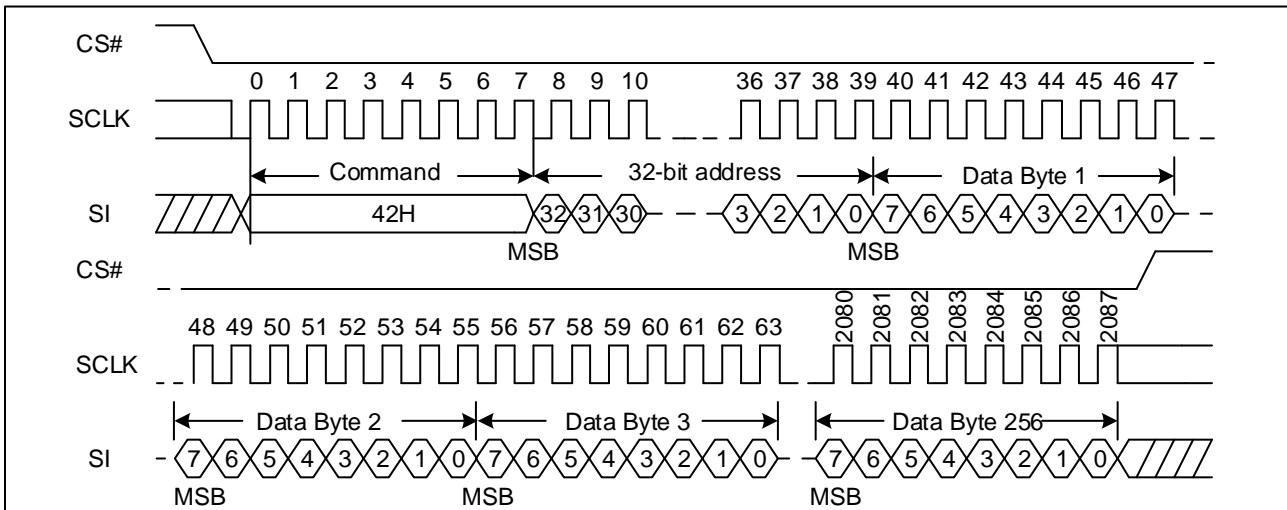 CS#
0 1 2 3 4 5 6 7 8 9 10 36 37 38 39 40 41 42 43 44 45 46 47
SCLK
Command 32-bit address Data Byte 1
SI 42H 32 31 30 3 2 1 0 7 6 5 4 3 2 1 0
MSB MSB
CS#
48 49 50 51 52 53 54 55 56 57 58 59 60 61 62 63 2080 2081 2082 2083 2084 2085 2086 2087
SCLK
Data Byte 2 Data Byte 3 Data Byte 256
SI 7 6 5 4 3 2 1 0 7 6 5 4 3 2 1 0 7 6 5 4 3 2 1 0
MSB MSB MSB